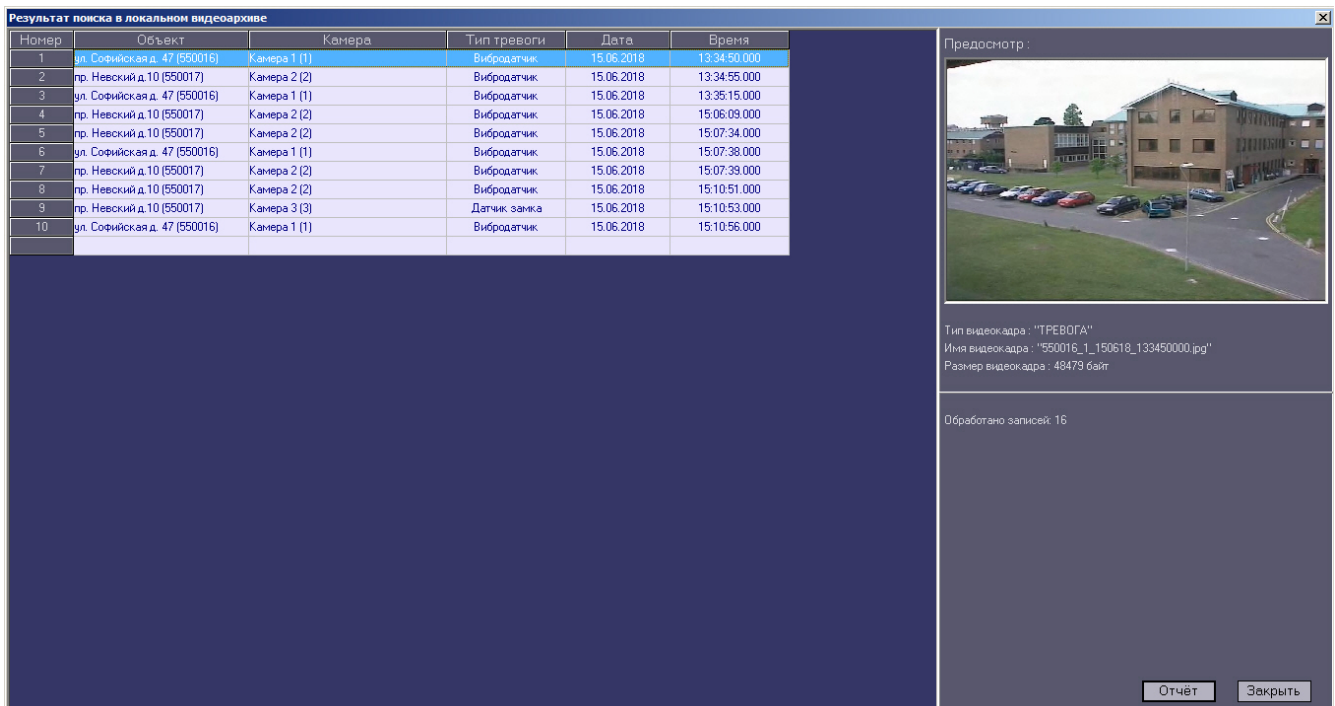 Результат поиска в локальном видеоархиве
Номер Объект Камера Тип тревоги Дата Время
1 ул. Софийская д. 47 (550016) Камера 1 (1) Вибродатчик 15.06.2018 13:34:50.000
2 пр. Невский д.10 (550017) Камера 2 (2) Вибродатчик 15.06.2018 13:34:55.000
3 ул. Софийская д. 47 (550016) Камера 1 (1) Вибродатчик 15.06.2018 13:35:15.000
4 пр. Невский д.10 (550017) Камера 2 (2) Вибродатчик 15.06.2018 15:06:09.000
5 пр. Невский д.10 (550017) Камера 2 (2) Вибродатчик 15.06.2018 15:07:34.000
6 ул. Софийская д. 47 (550016) Камера 1 (1) Вибродатчик 15.06.2018 15:07:38.000
7 пр. Невский д.10 (550017) Камера 2 (2) Вибродатчик 15.06.2018 15:07:39.000
8 пр. Невский д.10 (550017) Камера 2 (2) Вибродатчик 15.06.2018 15:10:51.000
9 пр. Невский д.10 (550017) Камера 3 (3) Датчик замка 15.06.2018 15:10:53.000
10 ул. Софийская д. 47 (550016) Камера 1 (1) Вибродатчик 15.06.2018 15:10:56.000
Предосмотр :
Тип видеокадра : "ТРЕВОГА"
Имя видеокадра : "550016_1_150618_133450000.jpg"
Размер видеокадра : 48479 байт
Обработано записей: 16
Отчёт
Закрыть